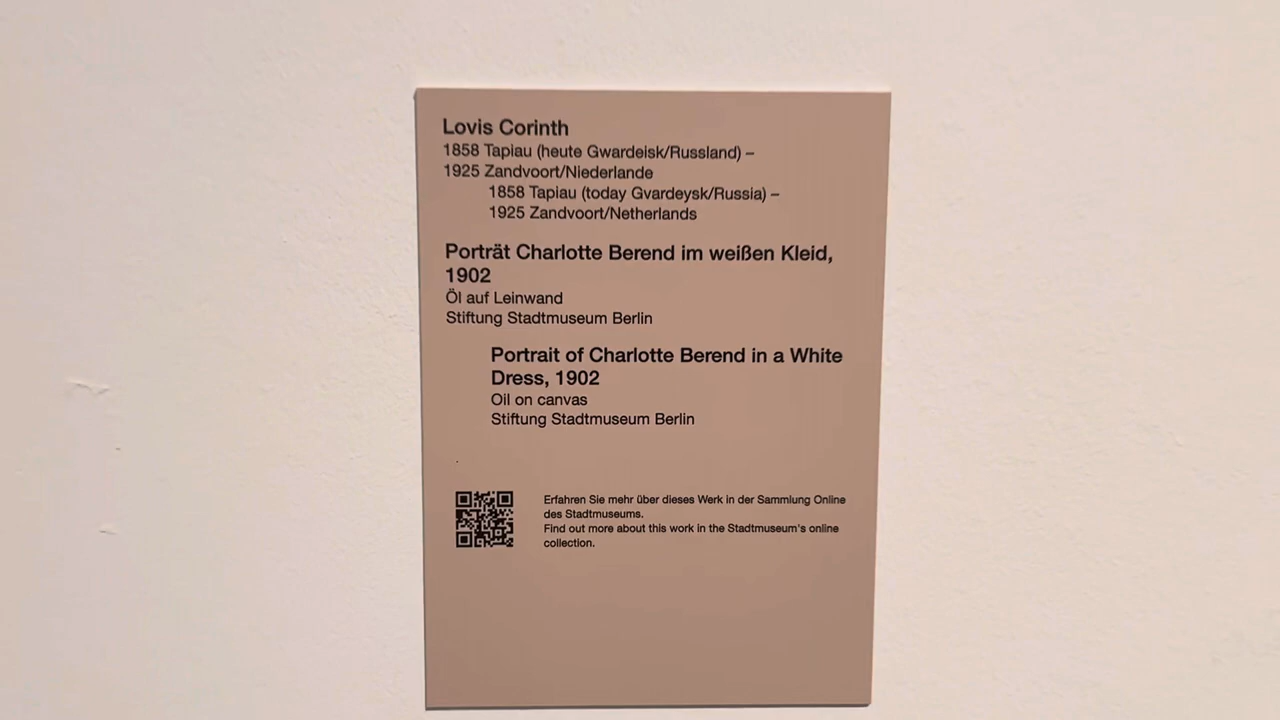 Lovis Corinth
1858 Tapiau (heute Gwardeisk/Russland) –
1925 Zandvoort/Niederlande
1858 Tapiau (today Gvardeysk/Russia) –
1925 Zandvoort/Netherlands
Porträt Charlotte Berend im weißen Kleid,
1902
Öl auf Leinwand
Stiftung Stadtmuseum Berlin
Portrait of Charlotte Berend in a White
Dress, 1902
Oil on canvas
Stiftung Stadtmuseum Berlin
Erfahren Sie mehr über dieses Werk in der Sammlung Online
des Stadtmuseums.
Find out more about this work in the Stadtmuseum's online
collection.